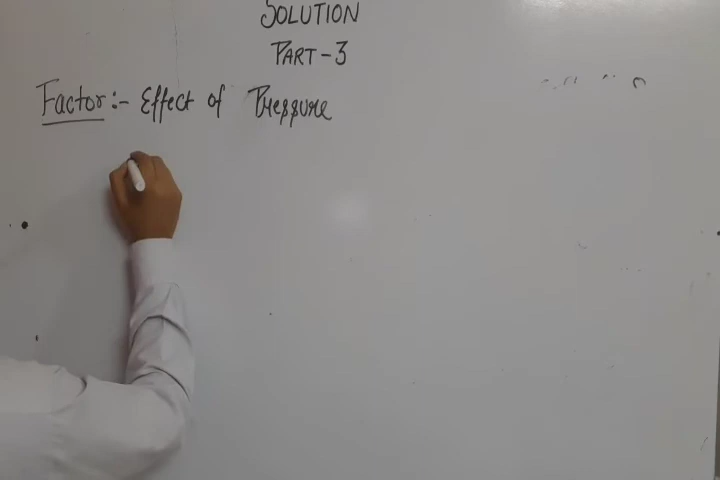 SOLUTION
PART-3
Factor:- Effect of Pressure